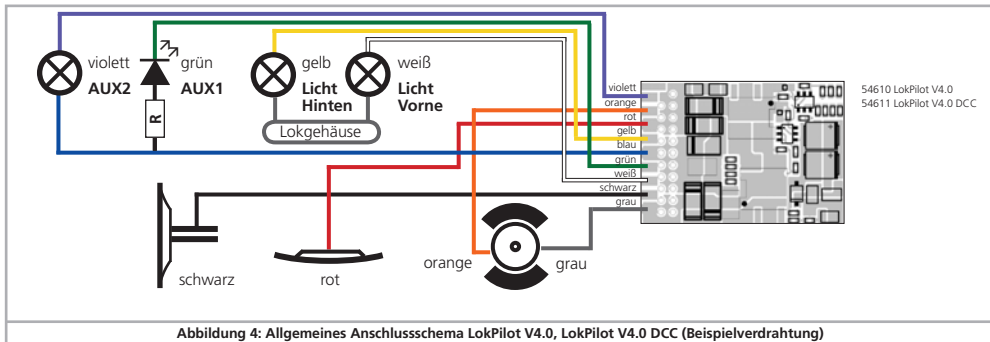 violett
AUX2
grün
AUX1
R
gelb
Licht
Hinten
weiß
Licht
Vorne
Lokgehäuse
violett
orange
rot
gelb
blau
grün
weiß
schwarz
grau
54610 LokPilot V4.0
54611 LokPilot V4.0 DCC
schwarz
rot
orange
grau
Abbildung 4: Allgemeines Anschlussschema LokPilot V4.0, LokPilot V4.0 DCC (Beispielverdrahtung)